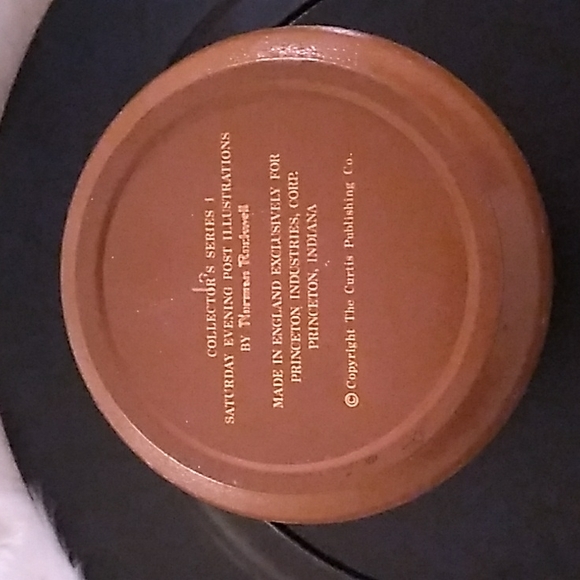 COLLECTOR'S SERIES 1
SATURDAY EVENING POST ILLUSTRATIONS
BY Norman Rockwell
MADE IN ENGLAND EXCLUSIVELY FOR
PRINCETON INDUSTRIES, CORP.
PRINCETON, INDIANA
© Copyright The Curtis Publishing Co.